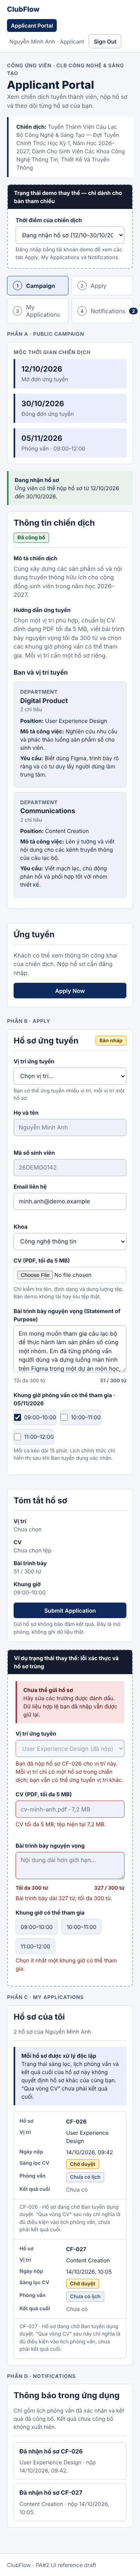 ClubFlow
Applicant Portal
Nguyễn Minh Anh · Applicant
Sign Out
CỔNG ỨNG VIÊN · CLB CÔNG NGHỆ & SÁNG
TẠO
Applicant Portal
Xem chiến dịch tuyển thành viên, nộp hồ sơ
và theo dõi từng hồ sơ của bạn.
Chiến dịch: Tuyển Thành Viên Câu Lạc
Bộ Công Nghệ & Sáng Tạo — Đợt Tuyển
Chính Thức Học Kỳ 1, Năm Học 2026–
2027, Dành Cho Sinh Viên Các Khoa Công
Nghệ Thông Tin, Thiết Kế Và Truyền
Thông
Trạng thái demo thay thế — chỉ dành cho
bản tham chiếu
Thời điểm của chiến dịch
Đang nhận hồ sơ (12/10–30/10/20
Đang nhập bằng tài khoản demo để xem các
tab Apply, My Applications và Notifications.
1 Campaign
2 Apply
3 My
Applications
4 Notifications 2
PHẦN A · PUBLIC CAMPAIGN
MỐC THỜI GIAN CHIẾN DỊCH
12/10/2026
Mở đơn ứng tuyển
30/10/2026
Đóng đơn ứng tuyển
05/11/2026
Phỏng vấn · 09:00–12:00
Đang nhận hồ sơ
Ứng viên có thể nộp hồ sơ từ 12/10/2026
đến 30/10/2026.
Thông tin chiến dịch
Đã công bố
Mô tả chiến dịch
Cùng xây dựng các sản phẩm số và nội
dung truyền thông hữu ích cho cộng
đồng sinh viên trong năm học 2026–
2027.
Hướng dẫn ứng tuyển
Chọn một vị trí phù hợp, chuẩn bị CV
định dạng PDF tối đa 5 MB, viết bài trình
bày nguyện vọng tối đa 300 từ và chọn
các khung giờ phỏng vấn có thể tham
gia. Mỗi vị trí cần một hồ sơ riêng.
Ban và vị trí tuyển
DEPARTMENT
Digital Product
2 chỉ tiêu
Position: User Experience Design
Mô tả công việc: Nghiên cứu nhu cầu
và phác thảo luồng sản phẩm số cho
sinh viên.
Yêu cầu: Biết dùng Figma, trình bày rõ
ràng và có tư duy lấy người dùng làm
trung tâm.
DEPARTMENT
Communications
2 chỉ tiêu
Position: Content Creation
Mô tả công việc: Lên ý tưởng và viết
nội dung cho các kênh truyền thông
của câu lạc bộ.
Yêu cầu: Viết mạch lạc, chủ động
phản hồi và phối hợp tốt với nhóm
thiết kế.
Ứng tuyển
Khách có thể xem thông tin công khai
của chiến dịch. Nộp hồ sơ cần đăng
nhập.
Apply Now
PHẦN B · APPLY
Hồ sơ ứng tuyển
Bản nháp
Vị trí ứng tuyển
Chọn vị trí...
Bạn có thể ứng tuyển nhiều vị trí, mỗi vị trí một
hồ sơ.
Họ và tên
Nguyễn Minh Anh
Mã số sinh viên
26DEMO0142
Email liên hệ
minh.anh@demo.example
Khoa
Công nghệ thông tin
CV (PDF, tối đa 5 MB)
Choose File No file chosen
Chỉ kiểm tra tên, định dạng và dung lượng tệp.
Bản demo không tải hay lưu tệp thật.
Bài trình bày nguyện vọng (Statement of
Purpose)
Em mong muốn tham gia câu lạc bộ
để thực hành làm sản phẩm số cùng
một nhóm. Em đã từng phỏng vấn
người dùng và dựng luồng màn hình
trên Figma trong một dự án môn học,
Tối đa 300 từ 51 / 300 từ
Khung giờ phỏng vấn có thể tham gia ·
05/11/2026
09:00–10:00
10:00–11:00
11:00–12:00
Mỗi ca kéo dài 15 phút. Lịch chính thức chỉ
hiển thị sau khi Ban tuyển dụng xác nhận.
Tóm tắt hồ sơ
Vị trí
Chưa chọn
CV
Chưa chọn tệp
Bài trình bày
51 / 300 từ
Khung giờ
09:00–10:00
Submit Application
Gửi hồ sơ không bảo đảm kết quả. Đây là mô
phỏng, không ghi dữ liệu thật.
Ví dụ trạng thái thay thế: lỗi xác thực và
hồ sơ trùng
Chưa thể gửi hồ sơ
Hãy sửa các trường được đánh dấu.
Dữ liệu hợp lệ bạn đã nhập vẫn được
giữ lại.
Vị trí ứng tuyển
User Experience Design (đã nộp)
Bạn đã nộp hồ sơ CF-026 cho vị trí này.
Mỗi vị trí chỉ có một hồ sơ trong chiến
dịch; bạn vẫn có thể ứng tuyển vị trí khác.
CV (PDF, tối đa 5 MB)
cv-minh-anh.pdf · 7,2 MB
CV tối đa 5 MB; tệp hiện tại 7,2 MB.
Bài trình bày nguyện vọng
Nội dung dài hơn giới hạn...
Tối đa 300 từ 327 / 300 từ
Bài trình bày dài 327 từ; tối đa 300 từ.
Khung giờ có thể tham gia
09:00–10:00
10:00–11:00
11:00–12:00
Chọn ít nhất một khung giờ có thể tham
gia.
PHẦN C · MY APPLICATIONS
Hồ sơ của tôi
2 hồ sơ của Nguyễn Minh Anh
Mỗi hồ sơ được xử lý độc lập
Trạng thái sàng lọc, lịch phỏng vấn và
kết quả cuối của hồ sơ này không
quyết định hồ sơ khác của cùng bạn.
“Qua vòng CV” chưa phải kết quả
cuối.
Hồ sơ CF-026
Vị trí User Experience
Design
Ngày nộp 14/10/2026, 09:42
Sàng lọc CV Chờ duyệt
Phỏng vấn Chưa có lịch
Kết quả cuối Chưa có
CF-026 · Hồ sơ đang chờ Ban tuyển dụng
duyệt. “Qua vòng CV” sau này chỉ nghĩa là
đủ điều kiện vào lịch phỏng vấn, chưa
phải kết quả cuối.
Hồ sơ CF-027
Vị trí Content Creation
Ngày nộp 14/10/2026, 10:05
Sàng lọc CV Chờ duyệt
Phỏng vấn Chưa có lịch
Kết quả cuối Chưa có
CF-027 · Hồ sơ đang chờ Ban tuyển dụng
duyệt. “Qua vòng CV” sau này chỉ nghĩa là
đủ điều kiện vào lịch phỏng vấn, chưa
phải kết quả cuối.
PHẦN D · NOTIFICATIONS
Thông báo trong ứng dụng
Chỉ gồm lịch phỏng vấn đã xác nhận và kết
quả đã công bố. Kết quả chưa công bố
không xuất hiện.
Đã nhận hồ sơ CF-026
User Experience Design · nộp
14/10/2026, 09:42.
Đã nhận hồ sơ CF-027
Content Creation · nộp 14/10/2026,
10:05.
ClubFlow · PA#2 UI reference draft